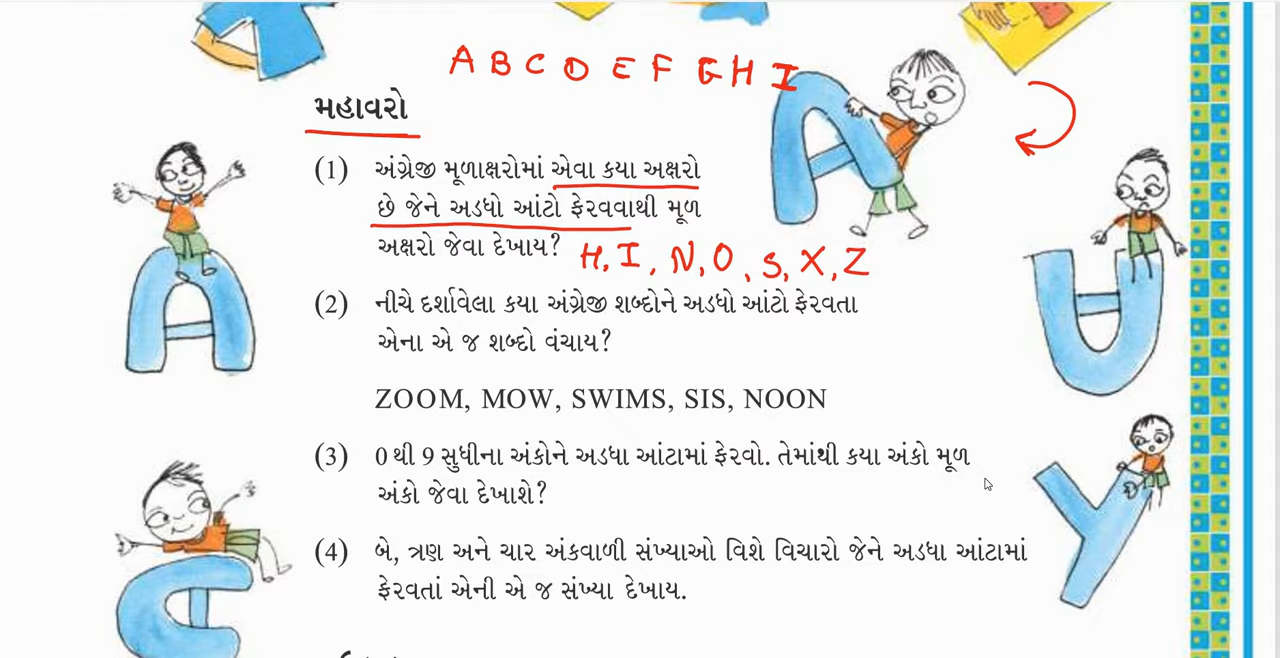 A B C D E F G H I
મહાવરો
(1) અંગ્રેજી મૂળાક્ષરોમાં એવા કયા અક્ષરો
છે જેને અડધો આંટો ફેરવવાથી મૂળ
અક્ષરો જેવા દેખાય? H, I, N, O, S, X, Z
(2) નીચે દર્શાવેલા કયા અંગ્રેજી શબ્દોને અડધો આંટો ફેરવતા
એના એ જ શબ્દો વંચાય?
ZOOM, MOW, SWIMS, SIS, NOON
(3) 0 થી 9 સુધીના અંકોને અડધા આંટામાં ફેરવો. તેમાંથી કયા અંકો મૂળ
અંકો જેવા દેખાશે?
(4) બે, ત્રણ અને ચાર અંકવાળી સંખ્યાઓ વિશે વિચારો જેને અડધા આંટામાં
ફેરવતાં એની એ જ સંખ્યા દેખાય.